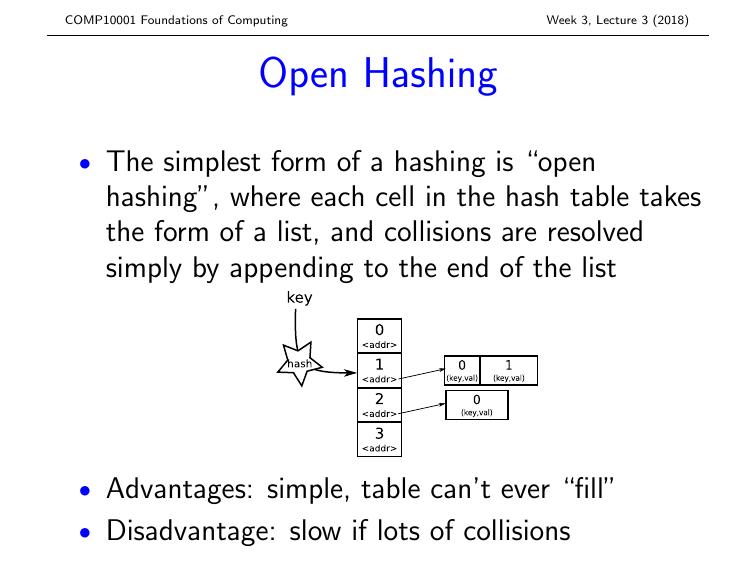 COMP10001 Foundations of Computing Week 3, Lecture 3 (2018)
Open Hashing
• The simplest form of a hashing is “open
hashing”, where each cell in the hash table takes
the form of a list, and collisions are resolved
simply by appending to the end of the list
key
hash
0
<addr>
1
<addr>
2
<addr>
3
<addr>
0 1
(key,val) (key,val)
0
(key,val)
• Advantages: simple, table can’t ever “fill”
• Disadvantage: slow if lots of collisions